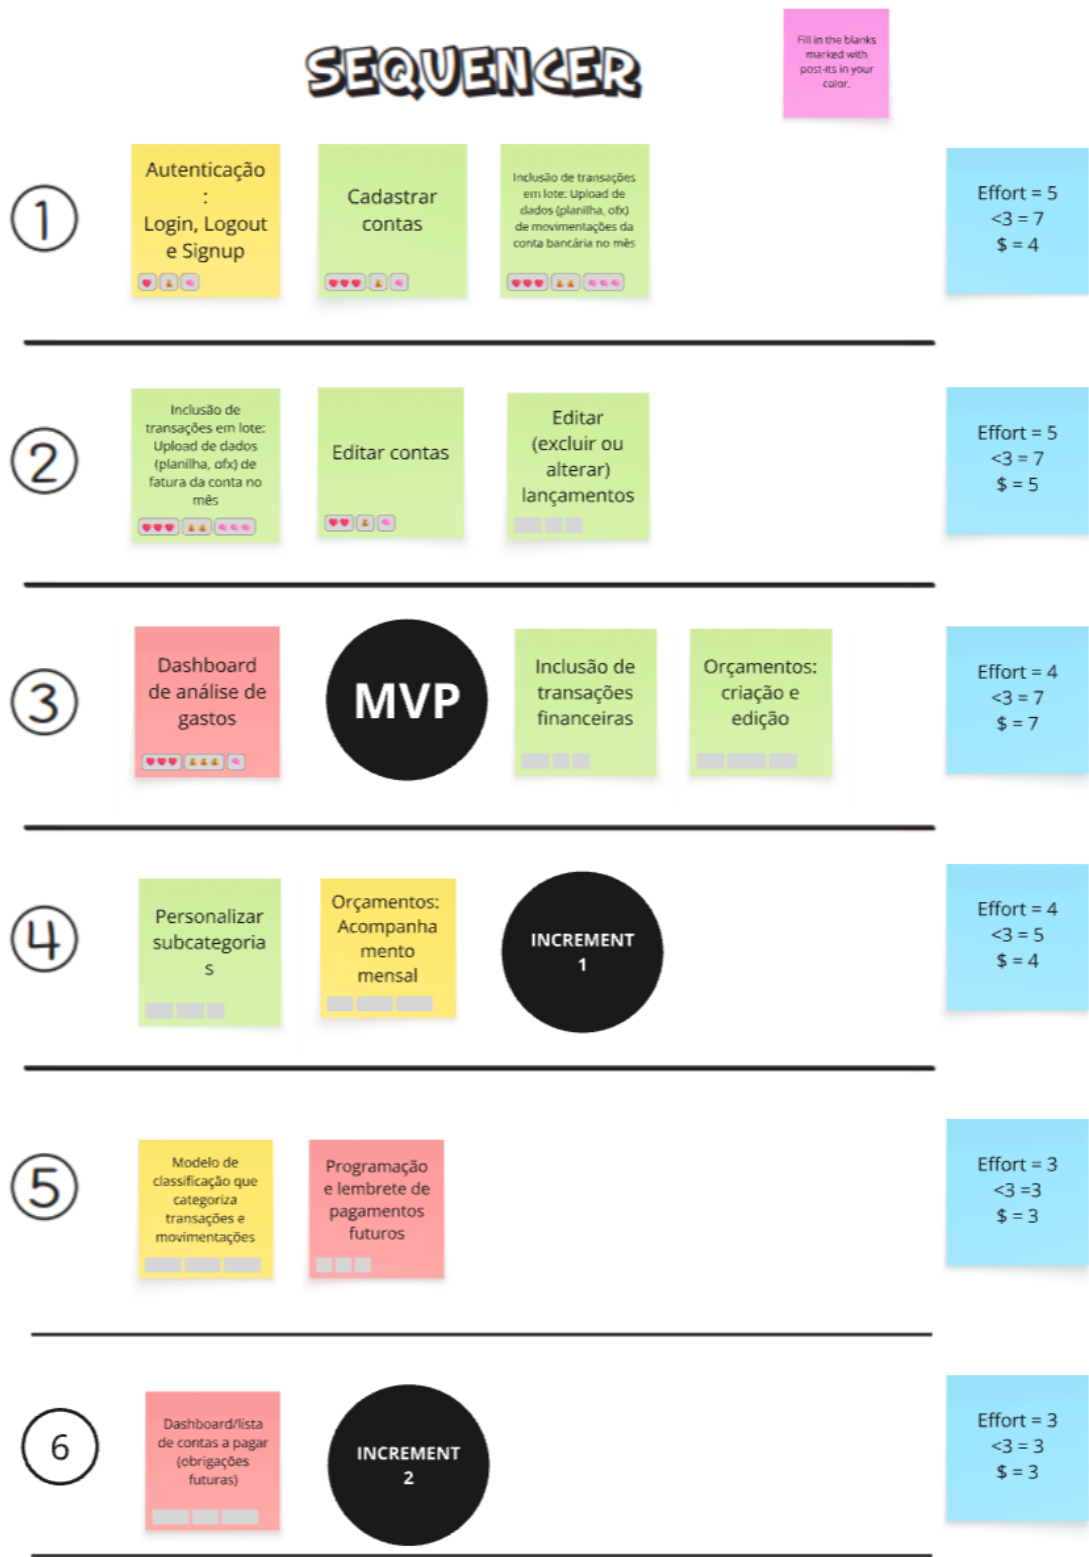 SEQUENCER
Fill in the blanks
marked with
post-its in your
color.
1
Autenticação
:
Login, Logout
e Signup
Cadastrar
contas
Inclusão de transações
em lote: Upload de
dados (planilha, ofx)
de movimentações da
conta bancária no mês
Effort = 5
<3 = 7
$ = 4
2
Inclusão de
transações em lote:
Upload de dados
(planilha, ofx) de
fatura da conta no
mês
Editar contas
Editar
(excluir ou
alterar)
lançamentos
Effort = 5
<3 = 7
$ = 5
3
Dashboard
de análise de
gastos
MVP
Inclusão de
transações
financeiras
Orçamentos:
criação e
edição
Effort = 4
<3 = 7
$ = 7
4
Personalizar
subcategoria
s
Orçamentos:
Acompanha
mento
mensal
INCREMENT
1
Effort = 4
<3 = 5
$ = 4
5
Modelo de
classificação que
categoriza
transações e
movimentações
Programação
e lembrete de
pagamentos
futuros
Effort = 3
<3 =3
$ = 3
6
Dashboard/lista
de contas a pagar
(obrigações
futuras)
INCREMENT
2
Effort = 3
<3 = 3
$ = 3